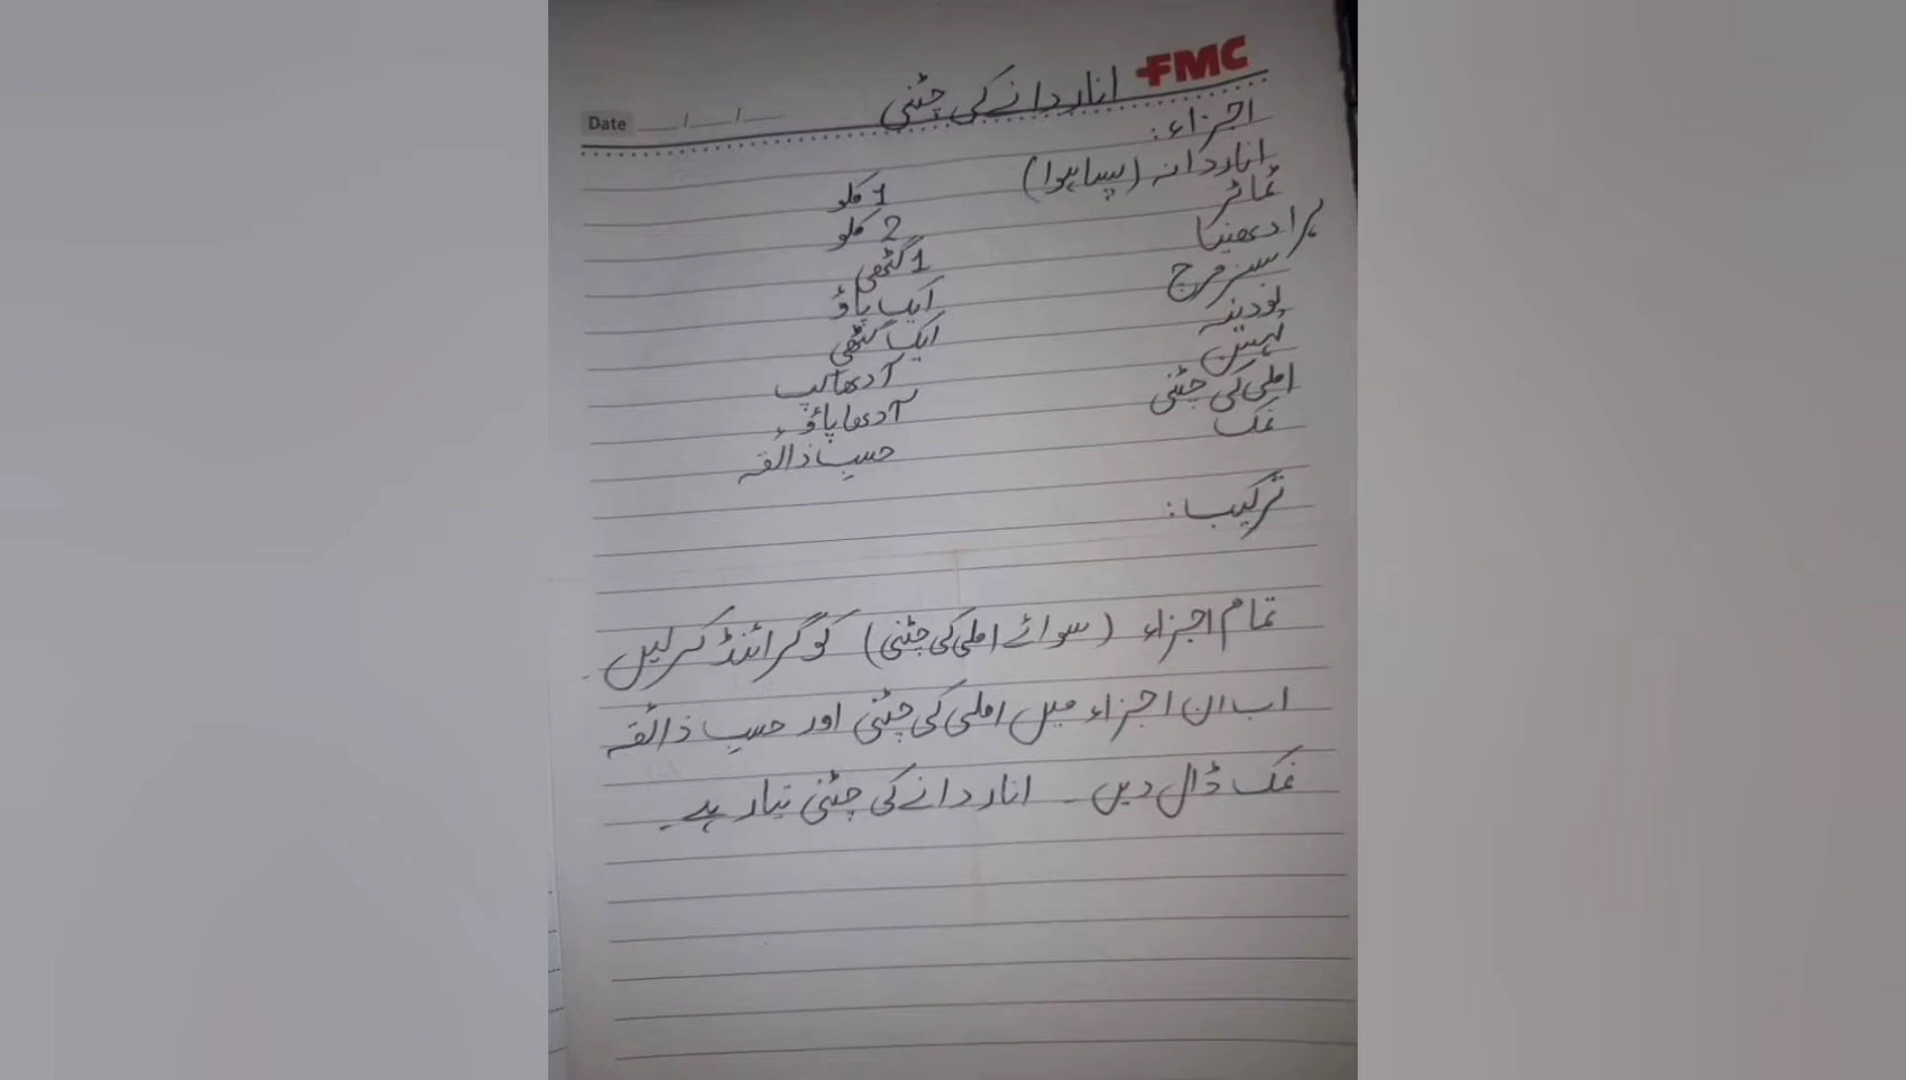 FMC
انار دانے کی چٹنی
Date __/__/__
اجزاء:
انار دانہ (پسا ہوا) 1 کلو
ٹماٹر 2 کلو
ہرا دھنیا 1 گٹھی
سبز مرچ ایک پاؤ
پودینہ ایک گٹھی
لہسن آدھا کپ
املی کی چٹنی آدھا پاؤ
نمک حسبِ ذائقہ
ترکیب:
تمام اجزاء (سوائے املی کی چٹنی) کو گرائنڈ کر لیں۔
اب ان اجزاء میں املی کی چٹنی اور حسبِ ذائقہ
نمک ڈال دیں۔ انار دانے کی چٹنی تیار ہے۔